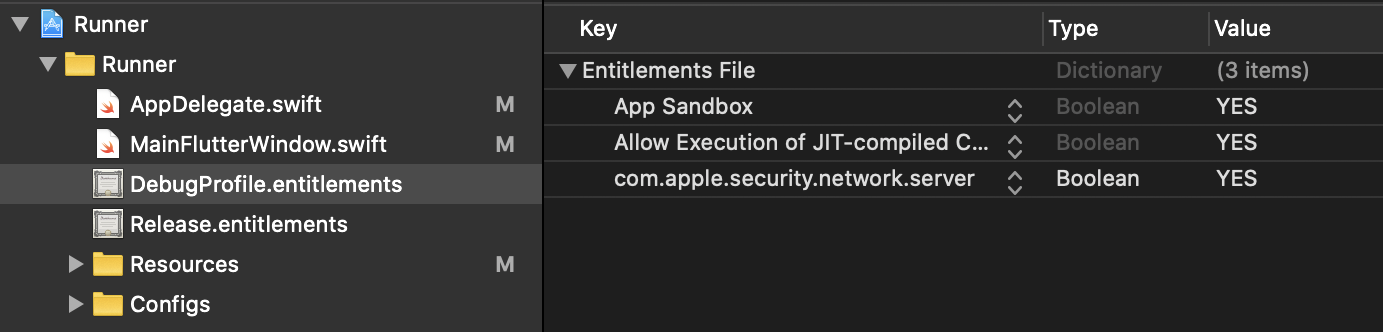 Runner
Runner
AppDelegate.swift M
MainFlutterWindow.swift M
DebugProfile.entitlements
Release.entitlements
Resources M
Configs
Key Type Value
Entitlements File Dictionary (3 items)
App Sandbox Boolean YES
Allow Execution of JIT-compiled C... Boolean YES
com.apple.security.network.server Boolean YES